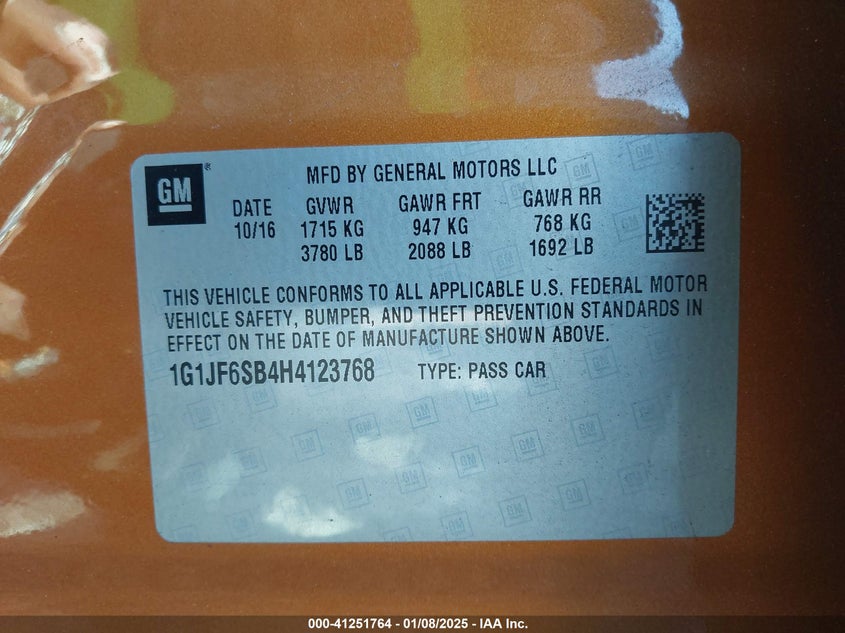 GM
MFD BY GENERAL MOTORS LLC
DATE GVWR GAWR FRT GAWR RR
10/16 1715 KG 947 KG 768 KG
3780 LB 2088 LB 1692 LB
THIS VEHICLE CONFORMS TO ALL APPLICABLE U.S. FEDERAL MOTOR
VEHICLE SAFETY, BUMPER, AND THEFT PREVENTION STANDARDS IN
EFFECT ON THE DATE OF MANUFACTURE SHOWN ABOVE.
1G1JF6SB4H4123768 TYPE: PASS CAR
000-41251764 - 01/08/2025 - IAA Inc.